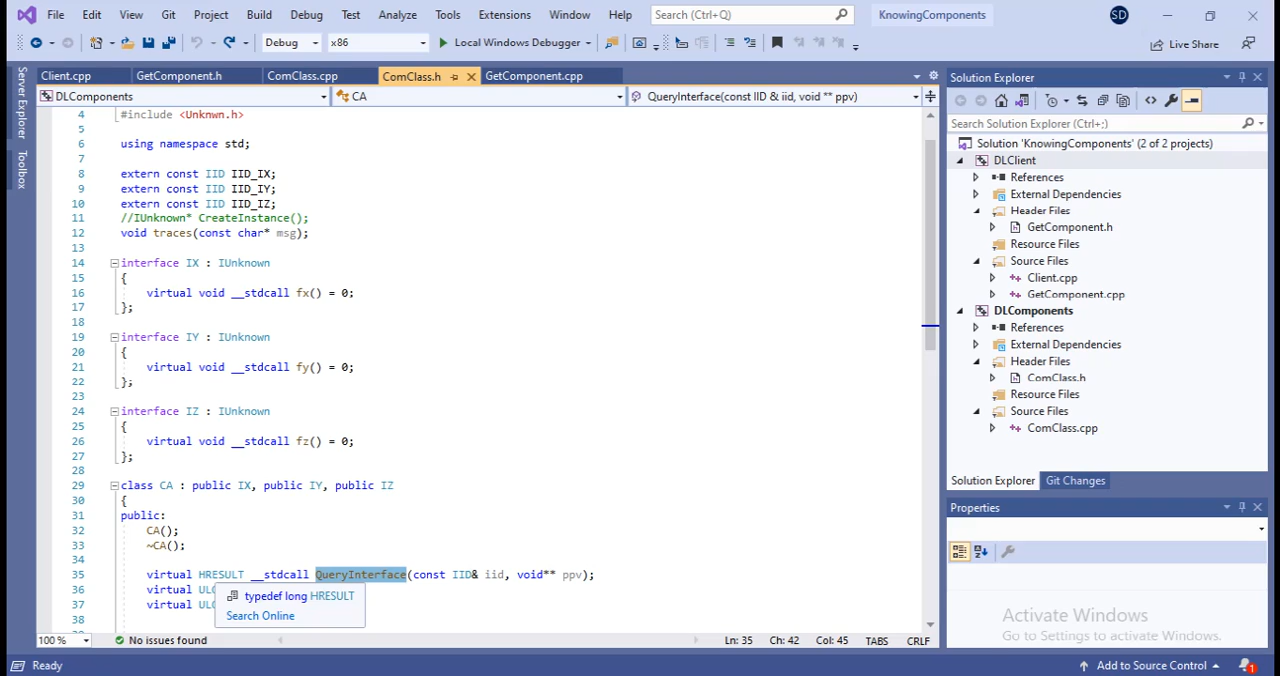 File Edit View Git Project Build Debug Test Analyze Tools Extensions Window Help Search (Ctrl+Q) KnowingComponents SD
Debug x86 Local Windows Debugger Live Share
Server Explorer
Toolbox
Client.cpp GetComponent.h ComClass.cpp ComClass.h GetComponent.cpp
DLComponents CA QueryInterface(const IID & iid, void ** ppv)
4 #include <Unknwn.h>
5
6 using namespace std;
7
8 extern const IID IID_IX;
9 extern const IID IID_IY;
10 extern const IID IID_IZ;
11 //IUnknown* CreateInstance();
12 void traces(const char* msg);
13
14 interface IX : IUnknown
15 {
16 virtual void __stdcall fx() = 0;
17 };
18
19 interface IY : IUnknown
20 {
21 virtual void __stdcall fy() = 0;
22 };
23
24 interface IZ : IUnknown
25 {
26 virtual void __stdcall fz() = 0;
27 };
28
29 class CA : public IX, public IY, public IZ
30 {
31 public:
32 CA();
33 ~CA();
34
35 virtual HRESULT __stdcall QueryInterface(const IID& iid, void** ppv);
36 virtual
37 virtual
38
typedef long HRESULT
Search Online
100 % No issues found Ln: 35 Ch: 42 Col: 45 TABS CRLF
Solution Explorer
Search Solution Explorer (Ctrl+;)
Solution 'KnowingComponents' (2 of 2 projects)
DLClient
References
External Dependencies
Header Files
GetComponent.h
Resource Files
Source Files
Client.cpp
GetComponent.cpp
DLComponents
References
External Dependencies
Header Files
ComClass.h
Resource Files
Source Files
ComClass.cpp
Solution Explorer Git Changes
Properties
Activate Windows
Go to Settings to activate Windows.
Ready Add to Source Control 1